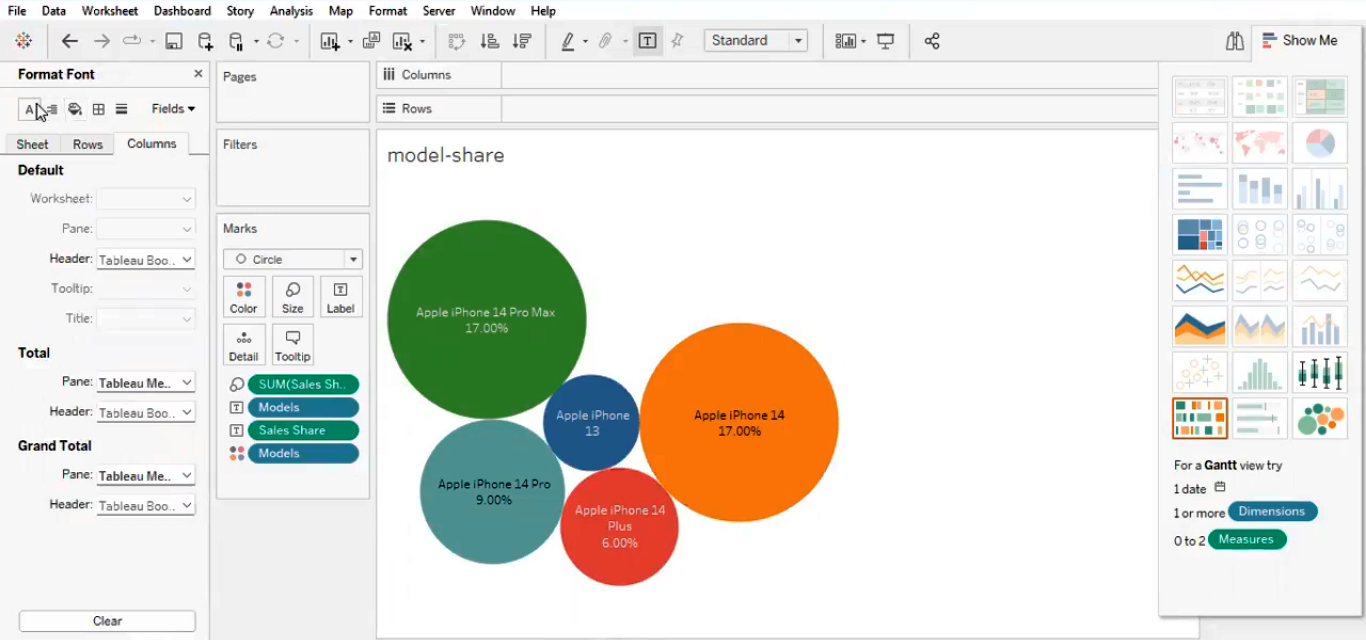 File Data Worksheet Dashboard Story Analysis Map Format Server Window Help
Standard
Show Me
Format Font
A
Fields
Sheet Rows Columns
Default
Worksheet:
Pane:
Header: Tableau Boo..
Tooltip:
Title:
Total
Pane: Tableau Me..
Header: Tableau Boo..
Grand Total
Pane: Tableau Me..
Header: Tableau Boo..
Clear
Pages
Filters
Marks
Circle
Color Size Label
Detail Tooltip
SUM(Sales Sh..
Models
Sales Share
Models
Columns
Rows
model-share
Apple iPhone 14 Pro Max
17.00%
Apple iPhone
13
Apple iPhone 14
17.00%
Apple iPhone 14 Pro
9.00%
Apple iPhone 14
Plus
6.00%
For a Gantt view try
1 date
1 or more Dimensions
0 to 2 Measures